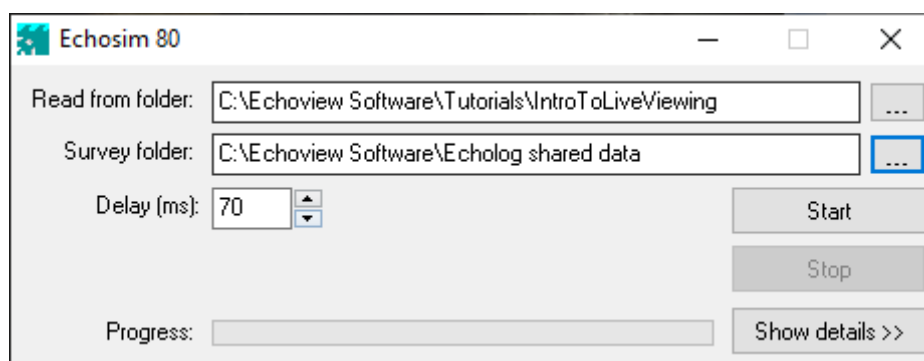 Echosim 80
Read from folder: C:\Echoview Software\Tutorials\IntroToLiveViewing ...
Survey folder: C:\Echoview Software\Echolog shared data ...
Delay (ms): 70 Start
Stop
Progress: Show details >>